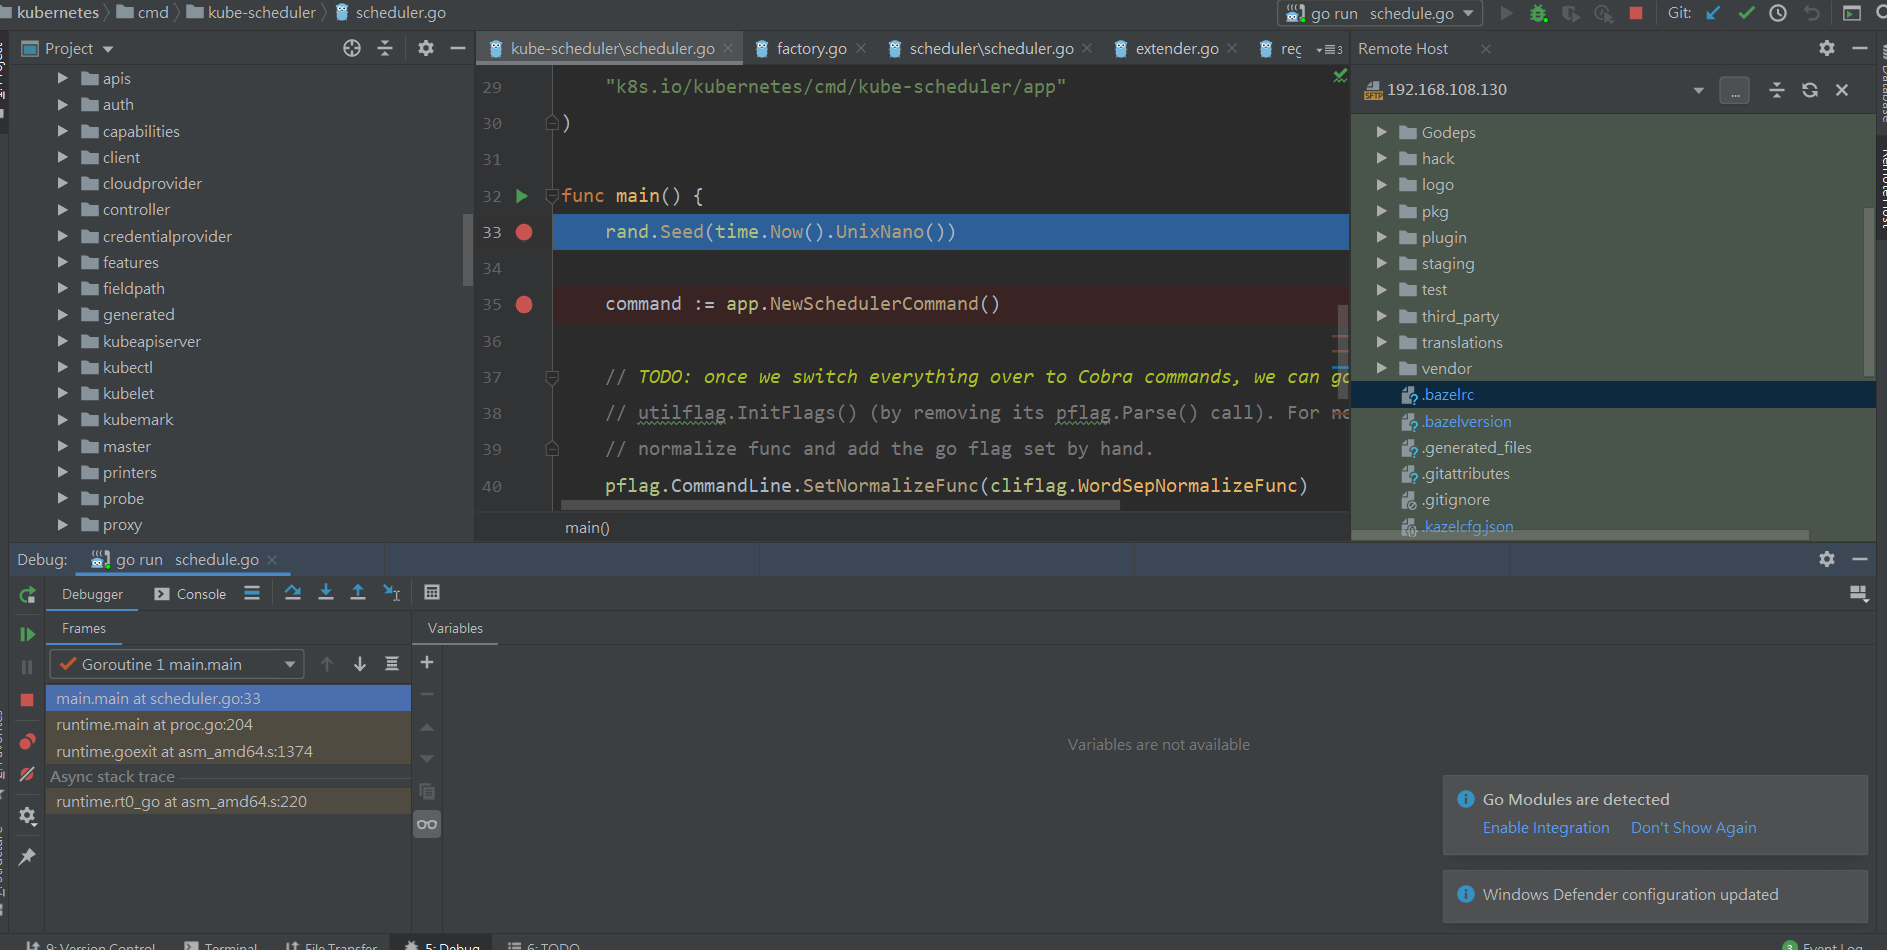 kubernetes cmd kube-scheduler scheduler.go
go run schedule.go
Git:
Project
kube-scheduler\scheduler.go
factory.go
scheduler\scheduler.go
extender.go
3
Remote Host
apis
auth
capabilities
client
cloudprovider
controller
credentialprovider
features
fieldpath
generated
kubeapiserver
kubectl
kubelet
kubemark
master
printers
probe
proxy
29 "k8s.io/kubernetes/cmd/kube-scheduler/app"
30 )
31
32 func main() {
33 rand.Seed(time.Now().UnixNano())
34
35 command := app.NewSchedulerCommand()
36
37 // TODO: once we switch everything over to Cobra commands, we can
38 // utilflag.InitFlags() (by removing its pflag.Parse() call). For
39 // normalize func and add the go flag set by hand.
40 pflag.CommandLine.SetNormalizeFunc(cliflag.WordSepNormalizeFunc)
main()
SFTP 192.168.108.130
...
Godeps
hack
logo
pkg
plugin
staging
test
third_party
translations
vendor
.bazelrc
.bazelversion
.generated_files
.gitattributes
.gitignore
.kazelcfg.json
Database
Debug: go run schedule.go
Debugger
Console
Frames
Variables
Goroutine 1 main.main
main.main at scheduler.go:33
runtime.main at proc.go:204
runtime.goexit at asm_amd64.s:1374
Async stack trace
runtime.rt0_go at asm_amd64.s:220
Variables are not available
Go Modules are detected
Enable Integration Don't Show Again
Windows Defender configuration updated
9: Version Control
Terminal
File Transfer
5: Debug
6: TODO
3 Event Log